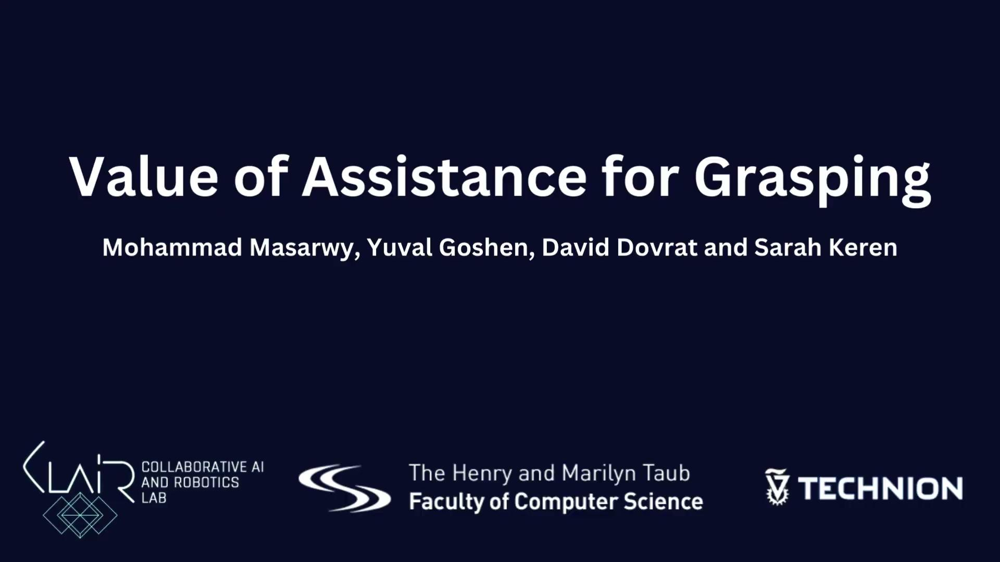 Value of Assistance for Grasping
Mohammad Masarwy, Yuval Goshen, David Dovrat and Sarah Keren
CLAIR
COLLABORATIVE AI
AND ROBOTICS
LAB
The Henry and Marilyn Taub
Faculty of Computer Science
TECHNION